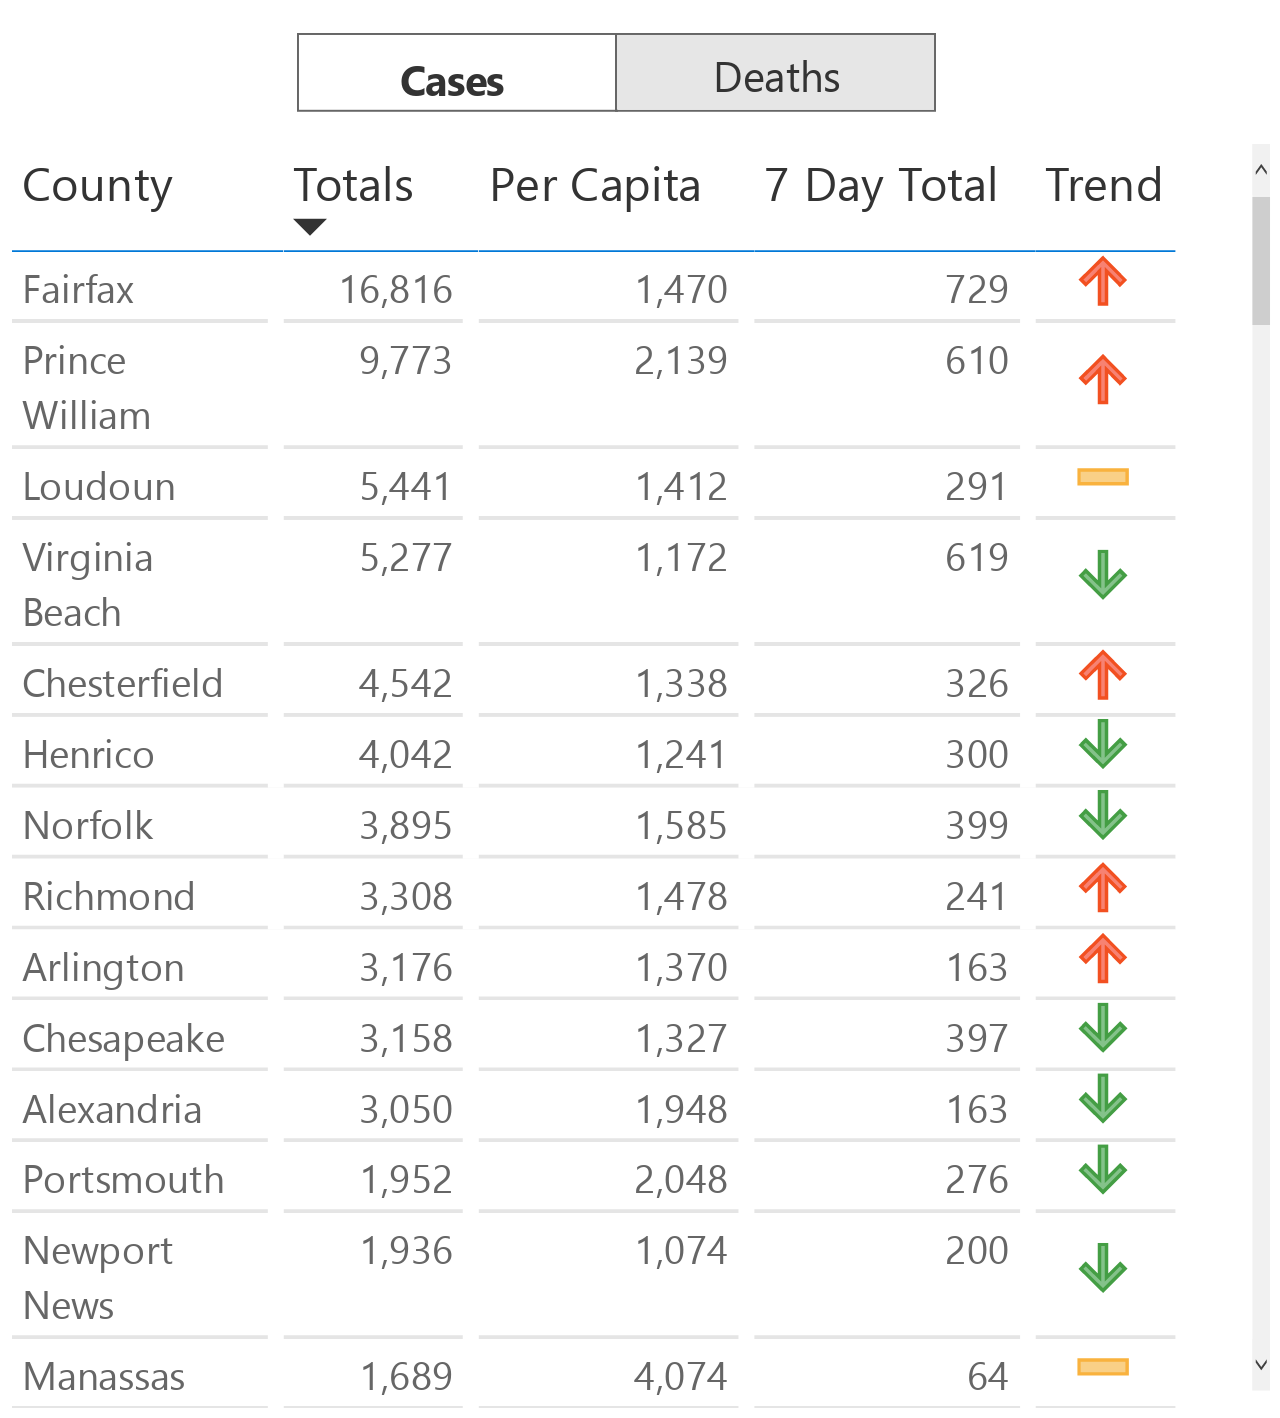 Cases Deaths
County Totals Per Capita 7 Day Total Trend
Fairfax 16,816 1,470 729
Prince 9,773 2,139 610
William
Loudoun 5,441 1,412 291
Virginia 5,277 1,172 619
Beach
Chesterfield 4,542 1,338 326
Henrico 4,042 1,241 300
Norfolk 3,895 1,585 399
Richmond 3,308 1,478 241
Arlington 3,176 1,370 163
Chesapeake 3,158 1,327 397
Alexandria 3,050 1,948 163
Portsmouth 1,952 2,048 276
Newport 1,936 1,074 200
News
Manassas 1,689 4,074 64